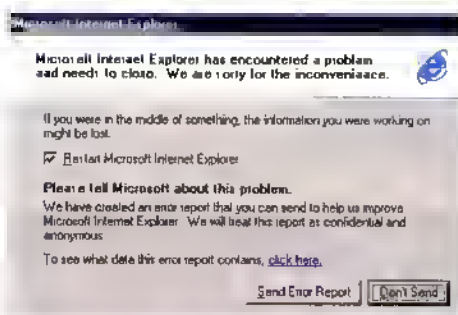 Microsoft Internet Explorer
Microsoft Internet Explorer has encountered a problem
and needs to close. We are sorry for the inconvenience.
If you were in the middle of something, the information you were working on
might be lost.
Restart Microsoft Internet Explorer
Please tell Microsoft about this problem.
We have created an error report that you can send to help us improve
Microsoft Internet Explorer. We will treat this report as confidential and
anonymous.
To see what data this error report contains, click here.
Send Error Report
Don't Send